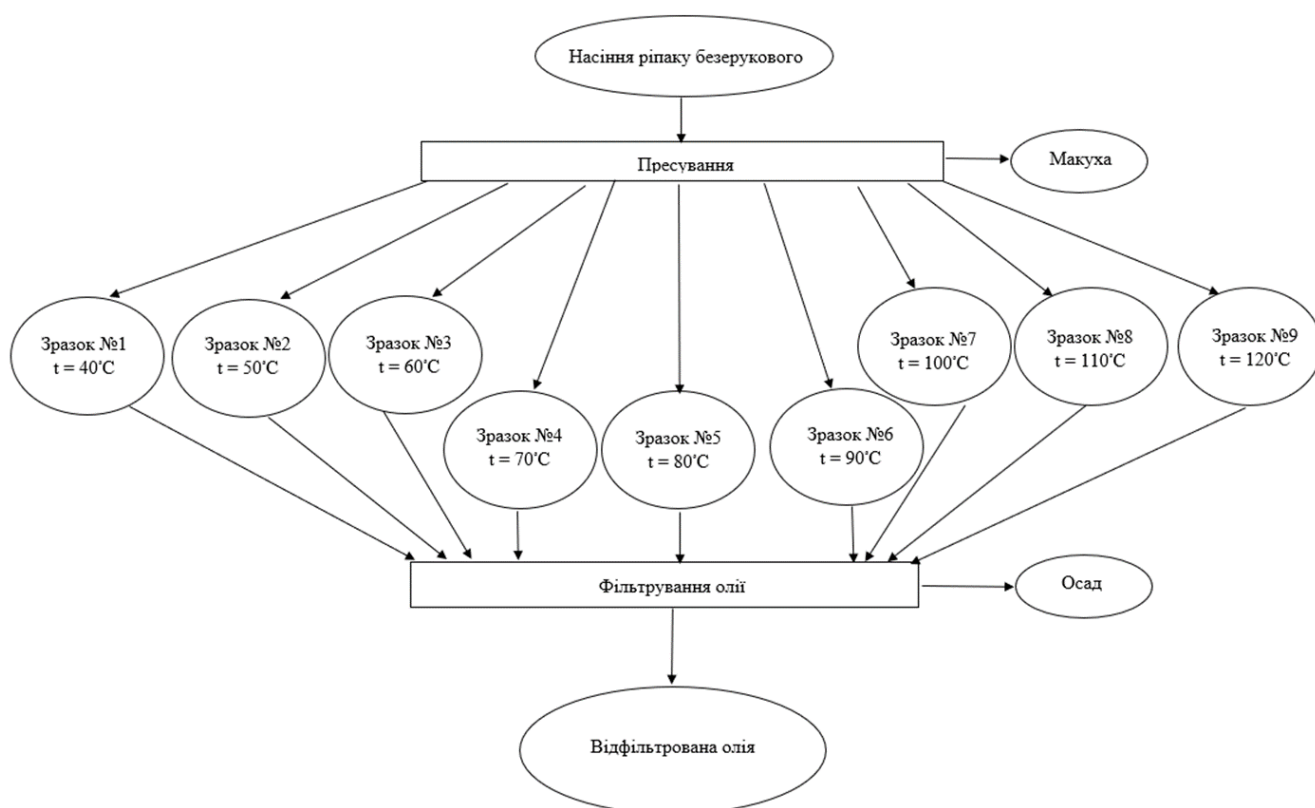 Насіння ріпаку безерукового
Пресування
Макуха
Зразок №1
t = 40˚C
Зразок №2
t = 50˚C
Зразок №3
t = 60˚C
Зразок №4
t = 70˚C
Зразок №5
t = 80˚C
Зразок №6
t = 90˚C
Зразок №7
t = 100˚C
Зразок №8
t = 110˚C
Зразок №9
t = 120˚C
Фільтрування олії
Осад
Відфільтрована олія